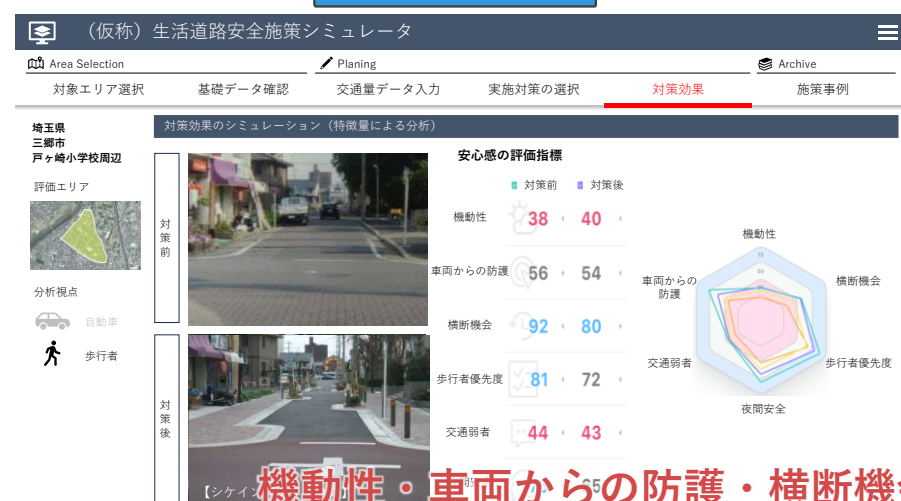 （仮称）生活道路安全施策シミュレータ
Area Selection
Planing
Archive
対象エリア選択
基礎データ確認
交通量データ入力
実施対策の選択
対策効果
施策事例
埼玉県
三郷市
戸ヶ崎小学校周辺
評価エリア
分析視点
自動車
歩行者
対策効果のシミュレーション（特徴量による分析）
対策前
対策後
【シケイン
安心感の評価指標
対策前 対策後
機動性 38 40
車両からの防護 56 54
横断機会 92 80
歩行者優先度 81 72
交通弱者 44 43
65
機動性
75
50
横断機会
歩行者優先度
夜間安全
交通弱者
車両からの
防護
機動性・車両からの防護・横断機